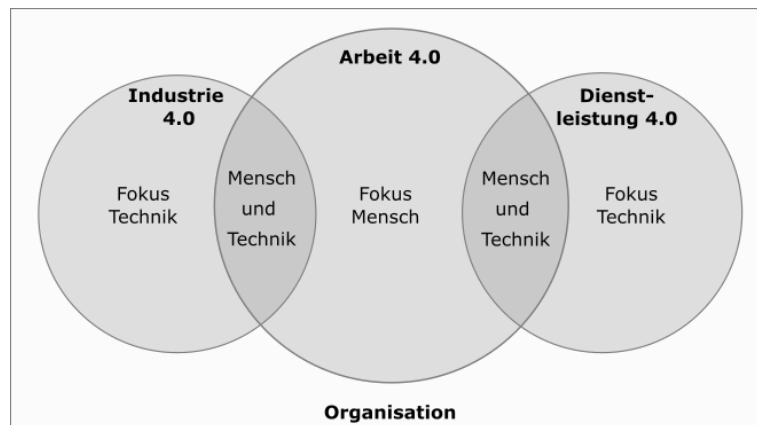 Arbeit 4.0
Industrie
4.0
Dienst-
leistung 4.0
Fokus
Technik
Mensch
und
Technik
Fokus
Mensch
Mensch
und
Technik
Fokus
Technik
Organisation